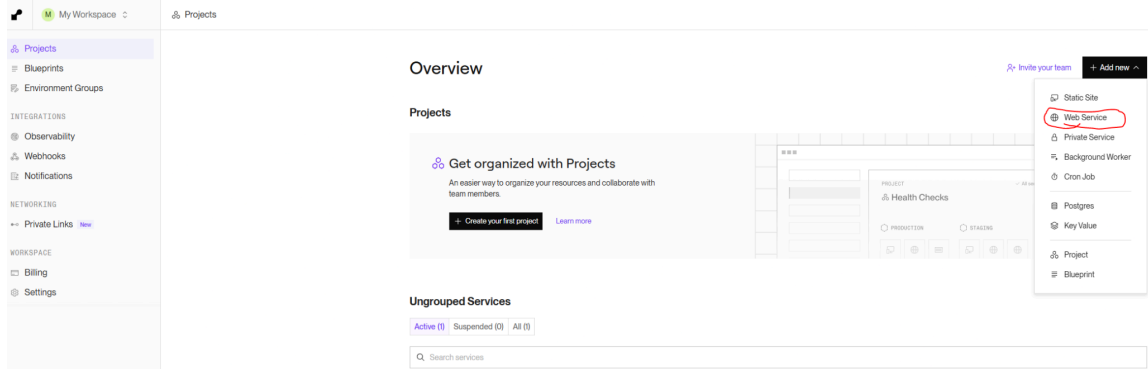 M My Workspace
Projects
Projects
Blueprints
Environment Groups
INTEGRATIONS
Observability
Webhooks
Notifications
NETWORKING
Private Links New
WORKSPACE
Billing
Settings
Overview
Invite your team
+ Add new
Static Site
Web Service
Private Service
Background Worker
Cron Job
Postgres
Key Value
Project
Blueprint
Projects
Get organized with Projects
An easier way to organize your resources and collaborate with
team members.
+ Create your first project Learn more
PROJECT
Health Checks
PRODUCTION STAGING
Ungrouped Services
Active (1) Suspended (0) All (1)
Search services